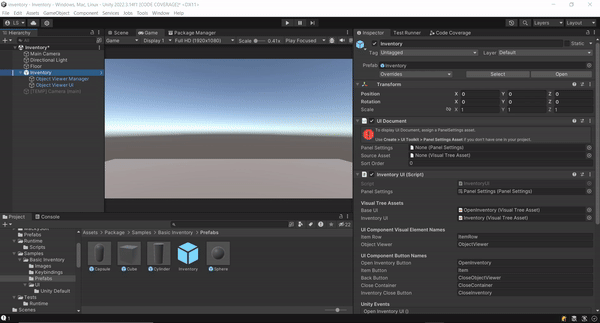 Inventory - Inventory - Windows, Mac, Linux - Unity 2022.3.14f1 [CODE COVERAGE]* <DX11>
File Edit Assets GameObject Component Services Jobs Tools Window Help
LS
Layers
Layout
Hierarchy
All
Inventory*
Main Camera
Directional Light
Floor
Inventory
Object Viewer Manager
Object Viewer UI
Scene
Game
Package Manager
Game
Display 1
Full HD (1920x1080)
Scale
0.41x
Play Focused
Inspector
Test Runner
Code Coverage
Inventory
Static
Tag
Untagged
Layer
Default
Prefab
Inventory
Overrides
Select
Open
Transform
Position
X 0
Y 0
Z 0
Rotation
X 0
Y 0
Z 0
Scale
X 1
Y 1
Z 1
UI Document
To display UI Document, assign a PanelSettings asset.
Use Create > UI Toolkit > Panel Settings Asset if you don't have one in your project.
Panel Settings
None (Panel Settings)
Source Asset
None (Visual Tree Asset)
Sort Order
0
Inventory UI (Script)
Script
InventoryUI
Panel Settings
Panel Settings (Panel Settings)
Visual Tree Assets
Base UI
OpenInventory (Visual Tree Asset)
Inventory UI
Inventory (Visual Tree Asset)
UI Component Visual Element Names
Item Row
ItemRow
Object Viewer
ObjectViewer
UI Component Button Names
Open Inventory Button
OpenInventory
Item Button
Item
Back Button
CloseObjectViewer
Close Container
CloseContainer
Inventory Close Button
CloseInventory
Unity Events
Open Inventory UI ()
Project
Console
22
Prefabs
Runtime
Scripts
Samples
Basic Inventory
Images
Keybindings
Prefabs
UI
Unity Default
Tests
Runtime
Scenes
Assets > Package > Samples > Basic Inventory > Prefabs
Capsule
Cube
Cylinder
Inventory
Sphere